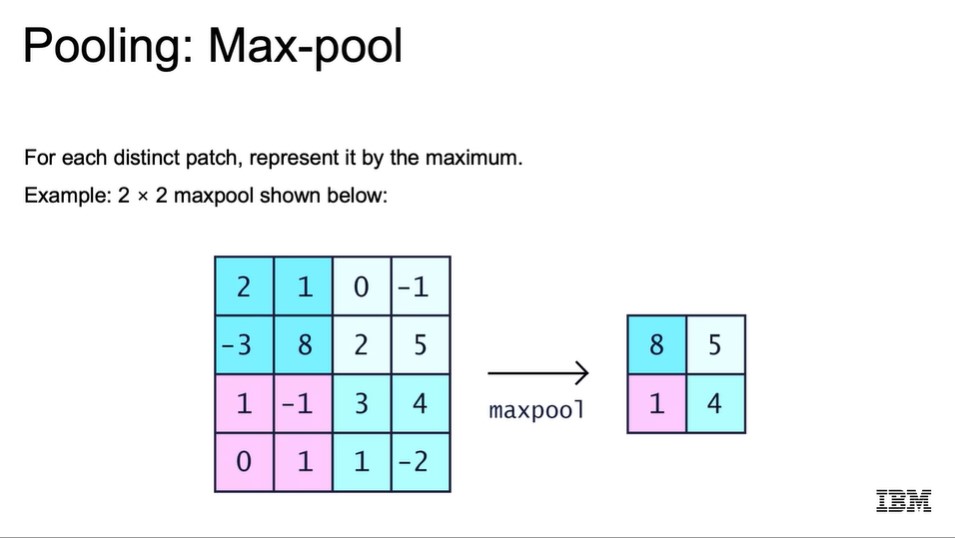 Pooling: Max-pool
For each distinct patch, represent it by the maximum.
Example: 2 × 2 maxpool shown below:
2 1 0 -1
-3 8 2 5
1 -1 3 4
0 1 1 -2
maxpool
8 5
1 4
IBM